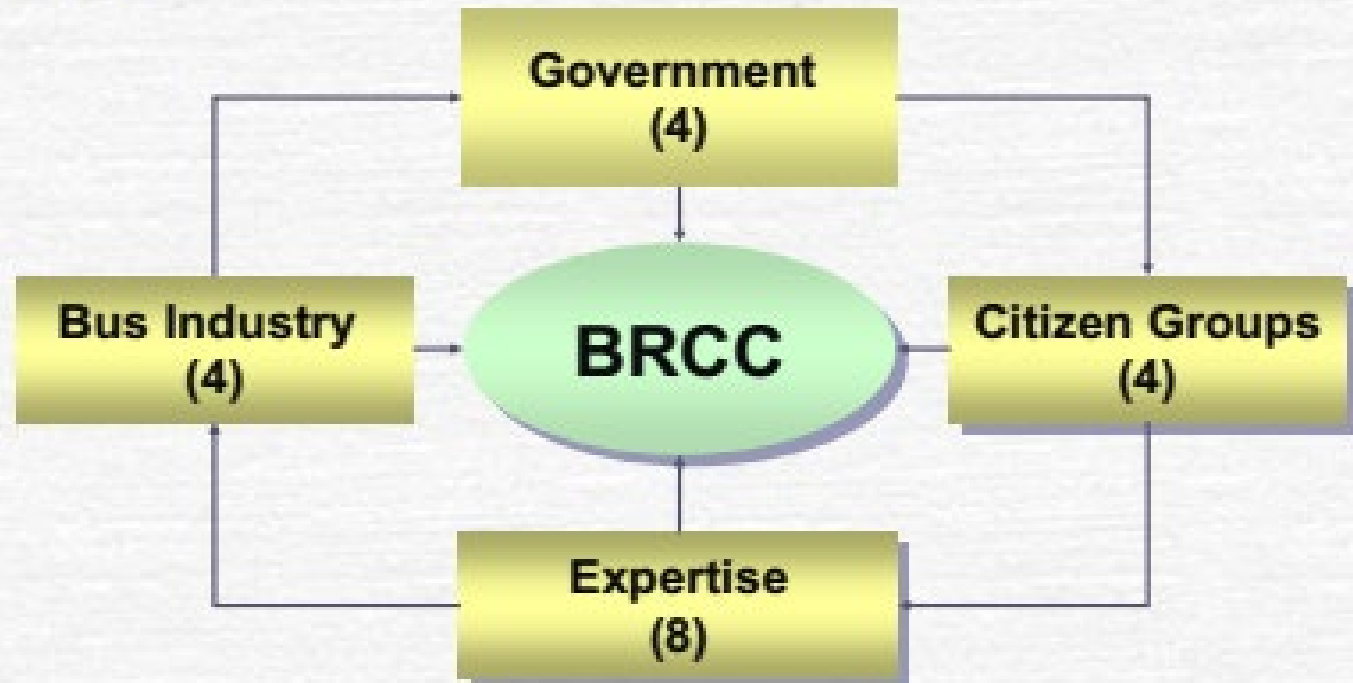 Government
(4)
Bus Industry
(4)
BRCC
Citizen Groups
(4)
Expertise
(8)